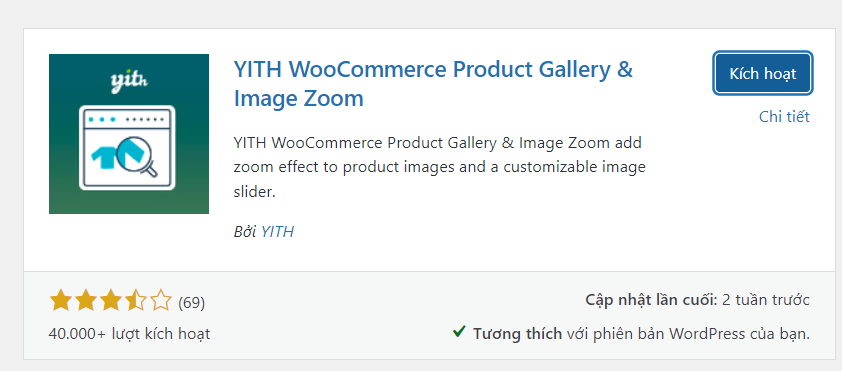 yith
YITH WooCommerce Product Gallery &
Image Zoom
Kích hoạt
Chi tiết
YITH WooCommerce Product Gallery & Image Zoom add
zoom effect to product images and a customizable image
slider.
Bởi YITH
(69)
Cập nhật lần cuối: 2 tuần trước
40.000+ lượt kích hoạt
Tương thích với phiên bản WordPress của bạn.